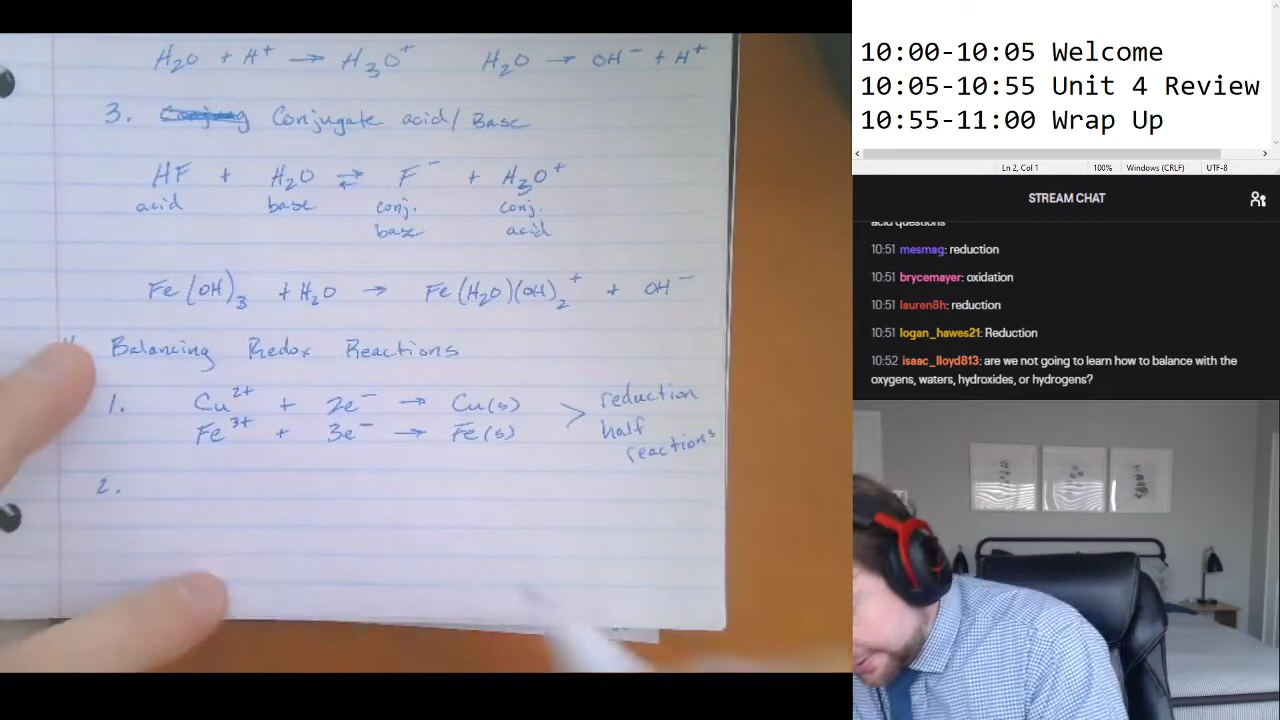 H₂O + H⁺ → H₃O⁺ H₂O → OH⁻ + H⁺
3. Conjugate acid/Base
HF + H₂O ⇌ F⁻ + H₃O⁺
acid base conj. base conj. acid
Fe(OH)₃ + H₂O → Fe(H₂O)(OH)₂⁺ + OH⁻
Balancing Redox Reactions
1. Cu²⁺ + 2e⁻ → Cu(s)
Fe³⁺ + 3e⁻ → Fe(s)
> reduction
half
reactions
2.
10:00-10:05 Welcome
10:05-10:55 Unit 4 Review
10:55-11:00 Wrap Up
Ln 2, Col 1 100% Windows (CRLF) UTF-8
STREAM CHAT
acid questions
10:51 mesmag: reduction
10:51 brycemayer: oxidation
10:51 lauren8h: reduction
10:51 logan_hawes21: Reduction
10:52 isaac_lloyd813: are we not going to learn how to balance with the
oxygens, waters, hydroxides, or hydrogens?